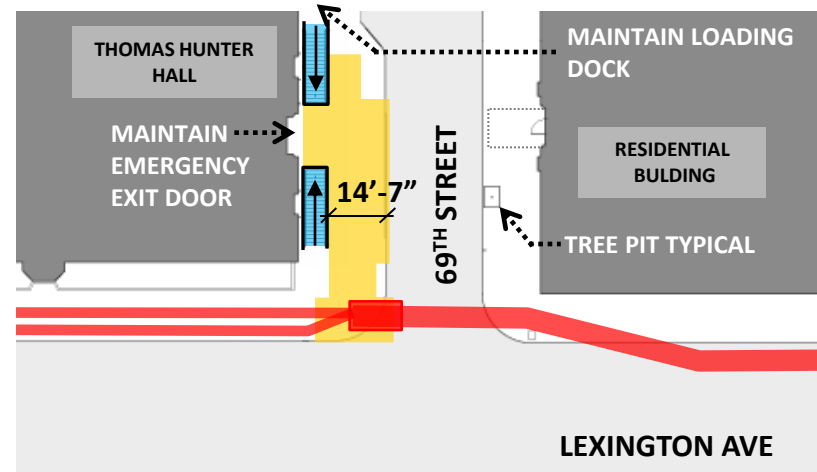 THOMAS HUNTER
HALL
MAINTAIN LOADING
DOCK
MAINTAIN
EMERGENCY
EXIT DOOR
14’-7”
69TH STREET
RESIDENTIAL
BULDING
TREE PIT TYPICAL
LEXINGTON AVE